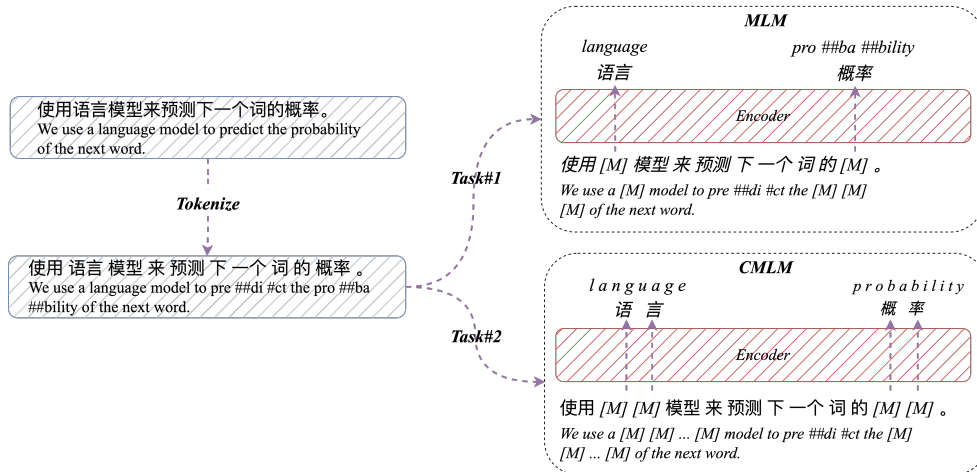 使用语言模型来预测下一个词的概率。
We use a language model to predict the probability
of the next word.
Tokenize
使用 语言 模型 来 预测 下 一个 词 的 概率 。
We use a language model to pre ##di #ct the pro ##ba
##bility of the next word.
Task#1
Task#2
MLM
language
pro ##ba ##bility
语言
概率
Encoder
使用 [M] 模型 来 预测 下 一个 词 的 [M] 。
We use a [M] model to pre ##di #ct the [M] [M]
[M] of the next word.
CMLM
l a n g u a g e
p r o b a b i l i t y
语 言
概 率
Encoder
使用 [M] [M] 模型 来 预测 下 一个 词 的 [M] [M] 。
We use a [M] [M] ... [M] model to pre ##di #ct the [M]
[M] ... [M] of the next word.